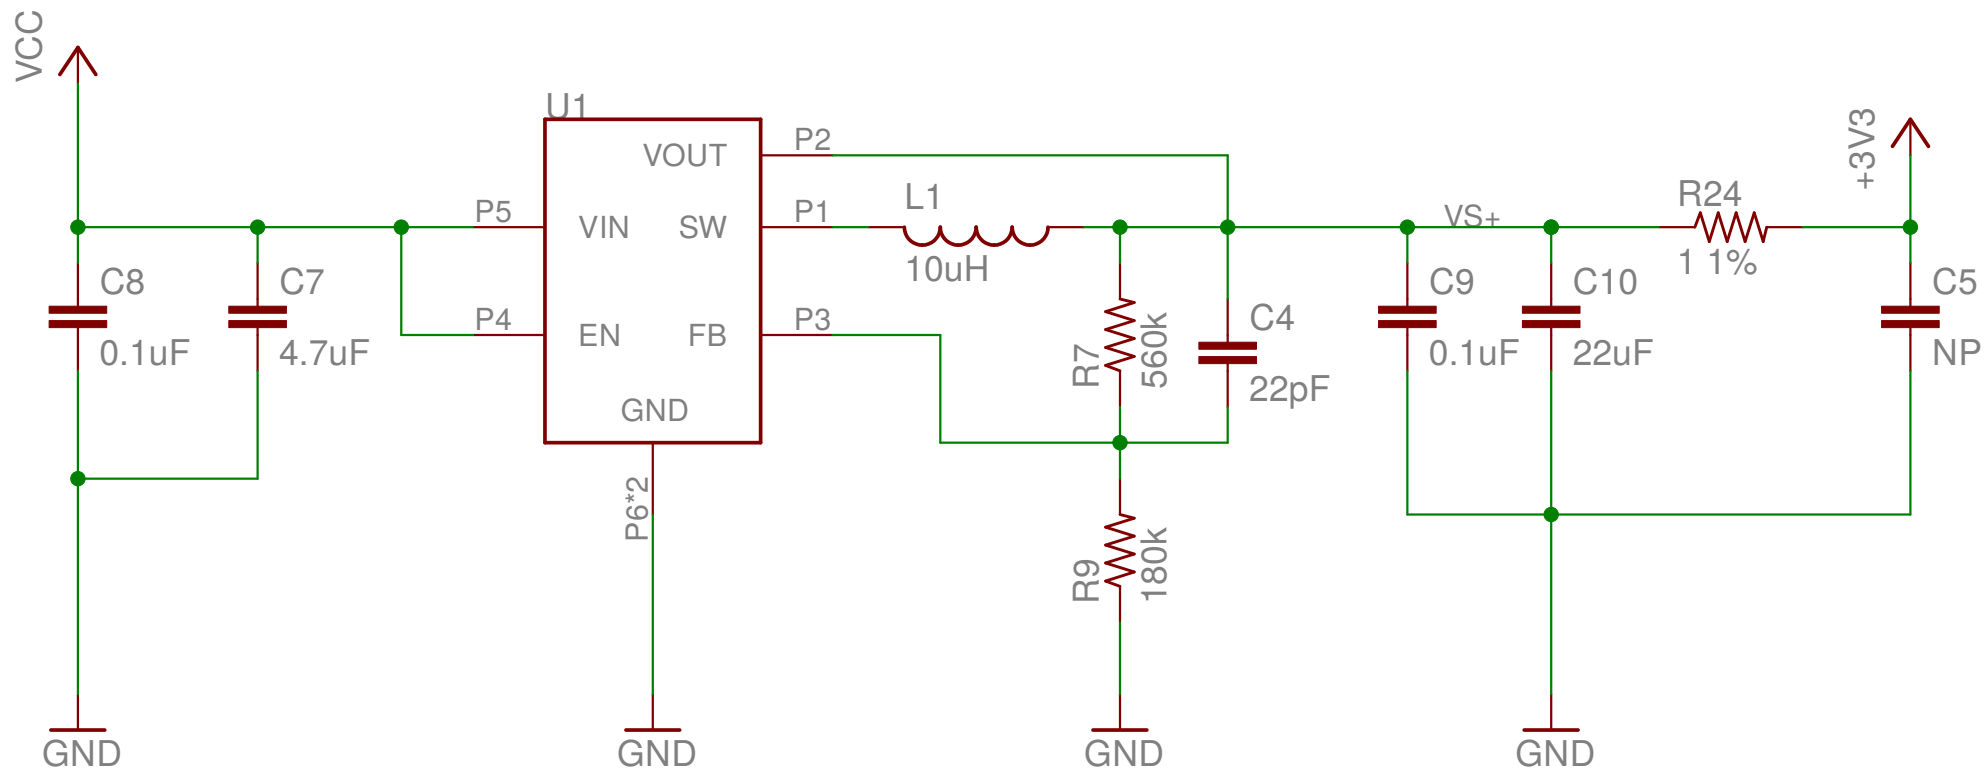 VCC
U1
VOUT
P2
+3V3
P5
VIN
SW
P1
L1
10uH
VS+
R24
1 1%
C8
0.1uF
C7
4.7uF
P4
EN
FB
P3
R7
560k
C4
22pF
C9
0.1uF
C10
22uF
C5
NP
GND
P6*2
R9
180k
GND
GND
GND
GND